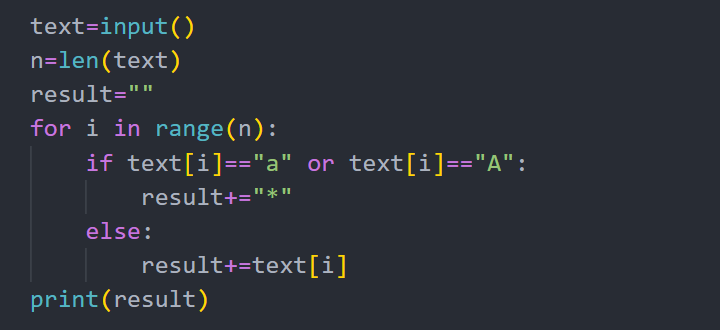 text=input()
n=len(text)
result=""
for i in range(n):
    if text[i]=="a" or text[i]=="A":
        result+="*"
    else:
        result+=text[i]
print(result)